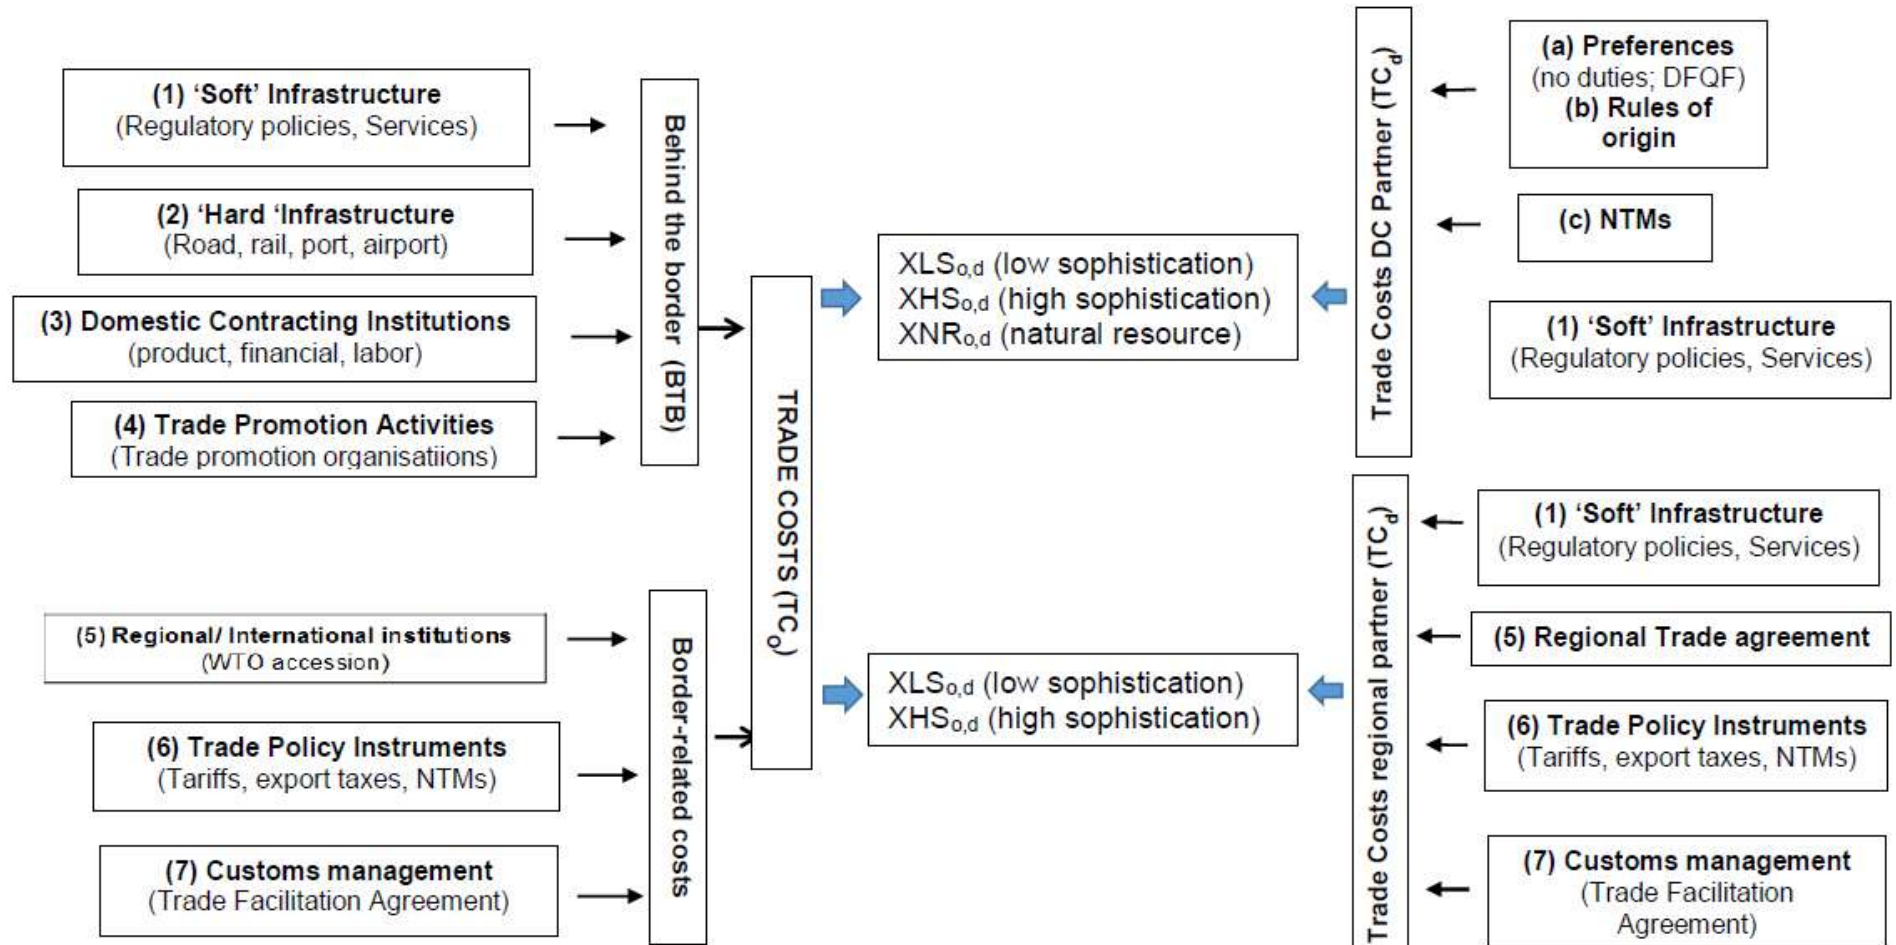 (1) ‘Soft’ Infrastructure
(Regulatory policies, Services)
(2) ‘Hard ‘Infrastructure
(Road, rail, port, airport)
(3) Domestic Contracting Institutions
(product, financial, labor)
(4) Trade Promotion Activities
(Trade promotion organisatiions)
Behind the border (BTB)
(5) Regional/ International institutions
(WTO accession)
(6) Trade Policy Instruments
(Tariffs, export taxes, NTMs)
(7) Customs management
(Trade Facilitation Agreement)
Border-related costs
TRADE COSTS (TCO)
XLSo,d (low sophistication)
XHSo,d (high sophistication)
XNRo,d (natural resource)
XLSo,d (low sophistication)
XHSo,d (high sophistication)
Trade Costs DC Partner (TCd)
(a) Preferences
(no duties; DFQF)
(b) Rules of
origin
(c) NTMs
(1) ‘Soft’ Infrastructure
(Regulatory policies, Services)
Trade Costs regional partner (TCd)
(1) ‘Soft’ Infrastructure
(Regulatory policies, Services)
(5) Regional Trade agreement
(6) Trade Policy Instruments
(Tariffs, export taxes, NTMs)
(7) Customs management
(Trade Facilitation
Agreement)